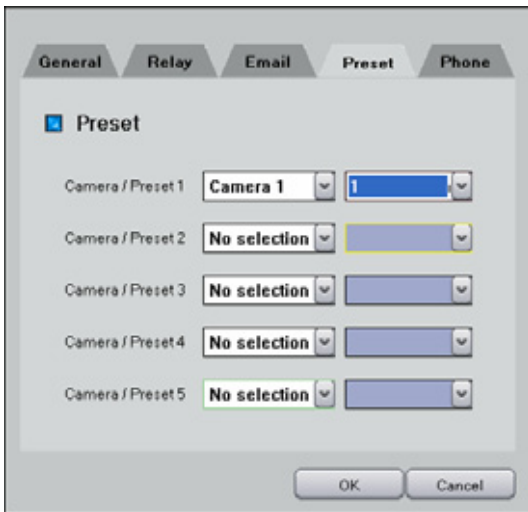 General Relay Email Preset Phone
Preset
Camera / Preset 1 Camera 1 1
Camera / Preset 2 No selection
Camera / Preset 3 No selection
Camera / Preset 4 No selection
Camera / Preset 5 No selection
OK Cancel